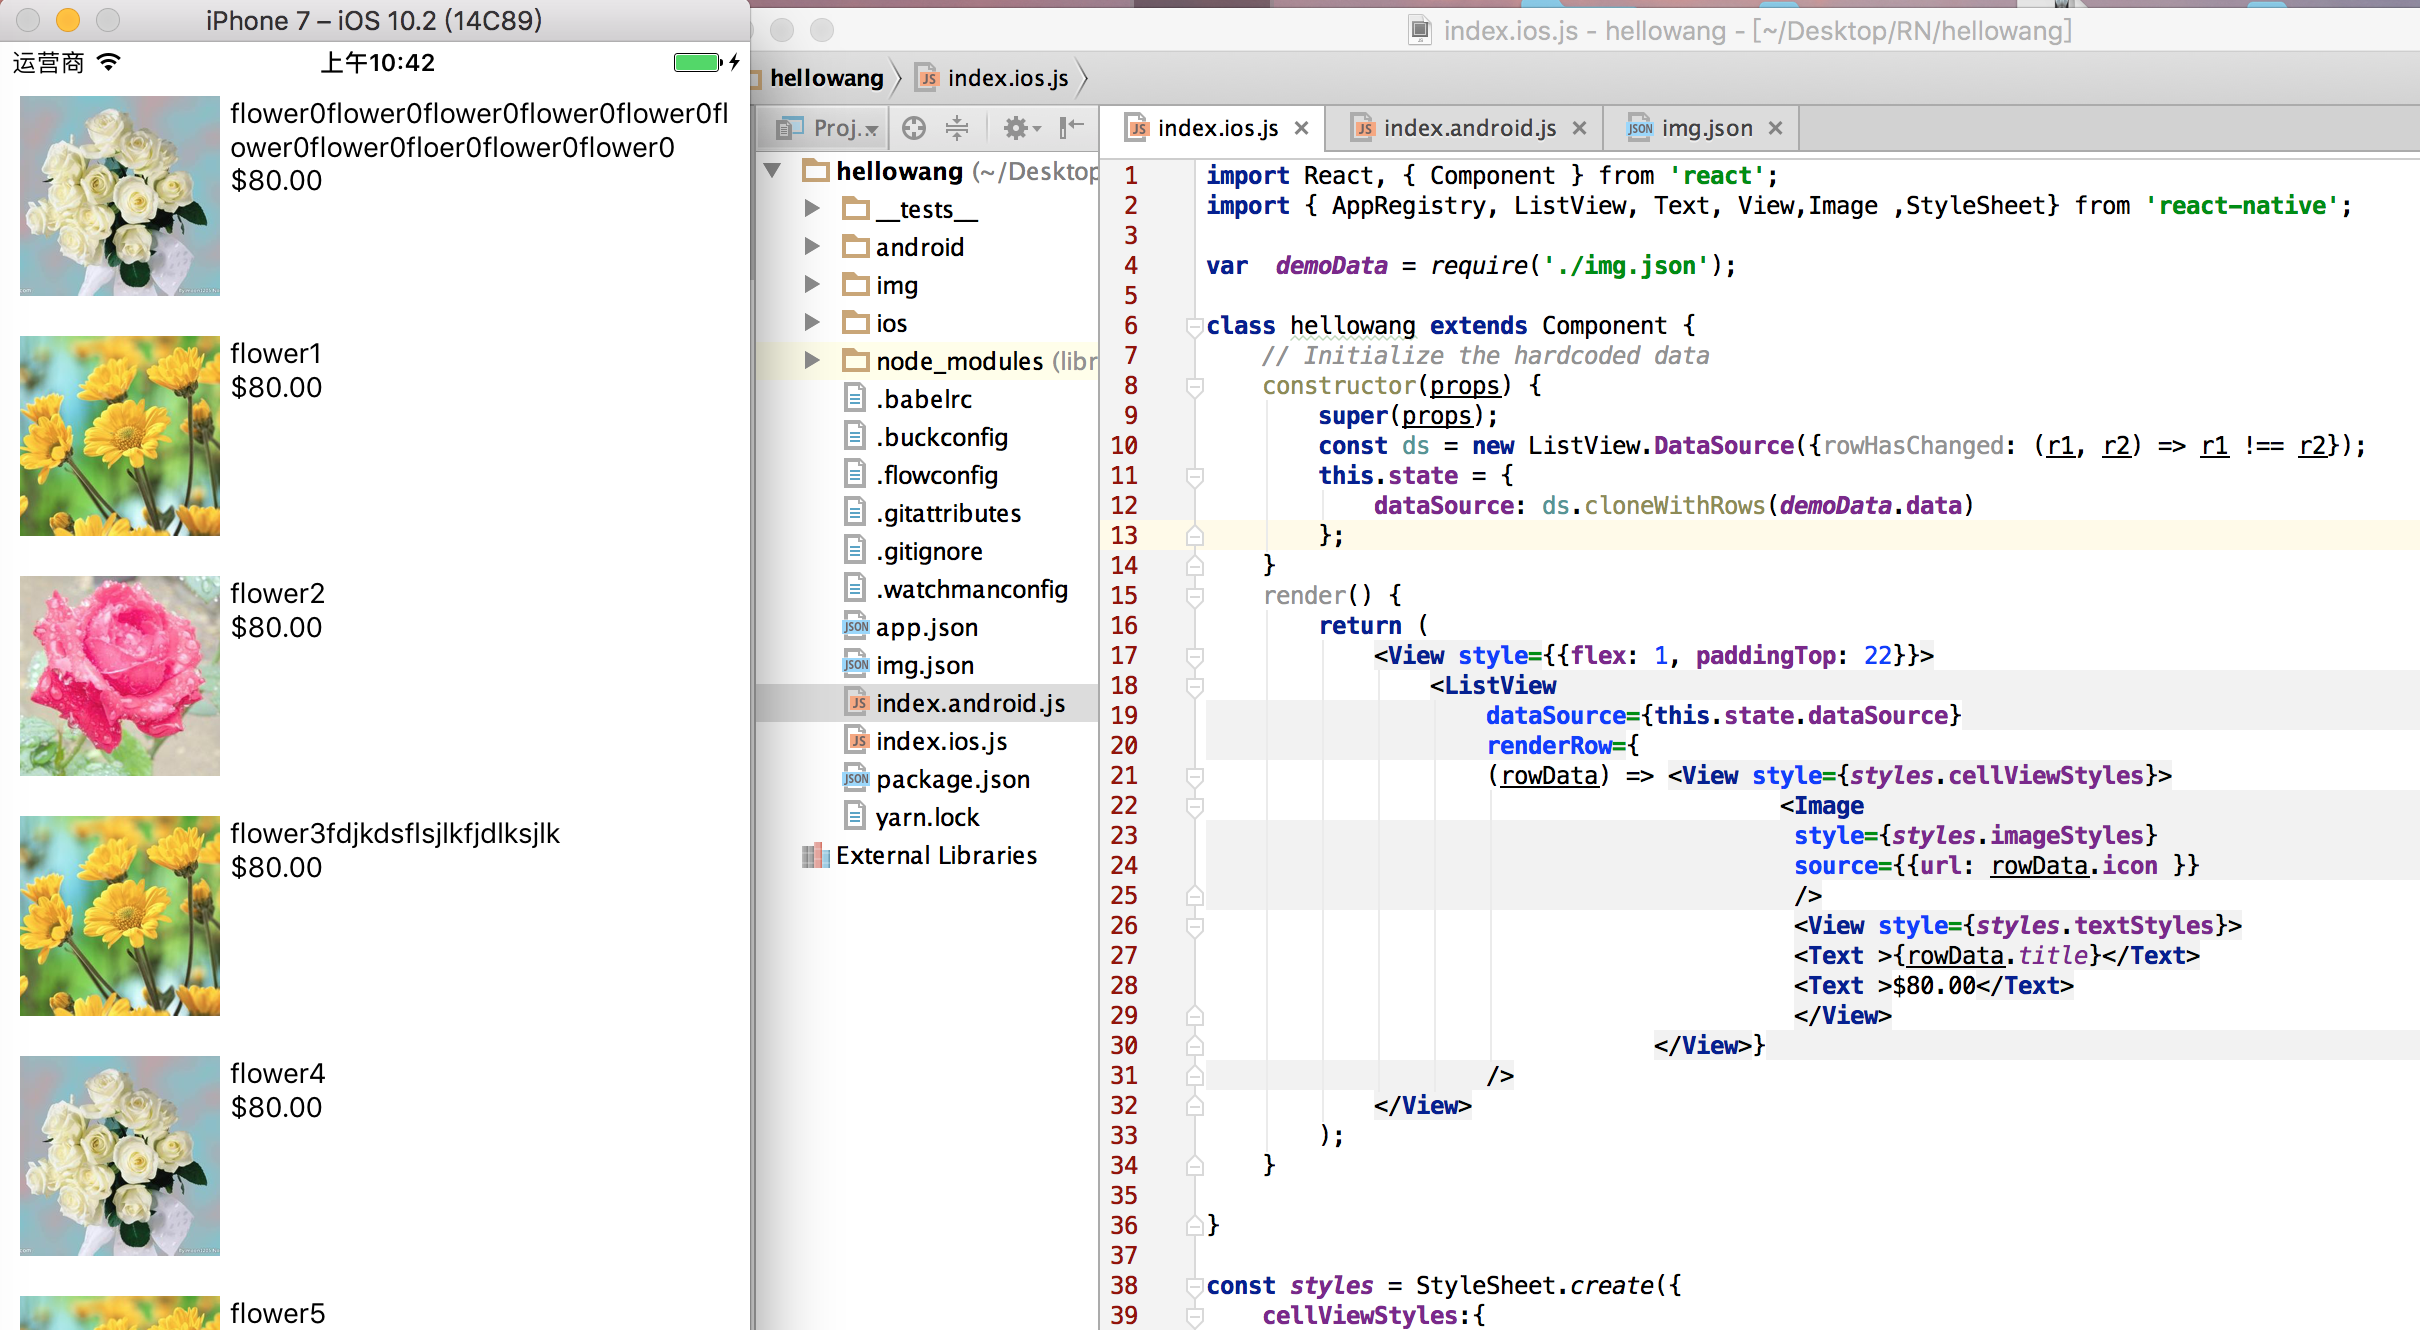 iPhone 7 – iOS 10.2 (14C89)
运营商
上午10:42
flower0flower0flower0flower0flower0fl
ower0flower0floer0flower0flower0
$80.00
flower1
$80.00
flower2
$80.00
flower3fdjkdsflsjlkfjdlksjlk
$80.00
flower4
$80.00
flower5
index.ios.js - hellowang - [~/Desktop/RN/hellowang]
hellowang
index.ios.js
Proj..
hellowang (~/Desktop
__tests__
android
img
ios
node_modules (libr
.babelrc
.buckconfig
.flowconfig
.gitattributes
.gitignore
.watchmanconfig
app.json
img.json
index.android.js
index.ios.js
package.json
yarn.lock
External Libraries
index.ios.js
index.android.js
img.json
1 import React, { Component } from 'react';
2 import { AppRegistry, ListView, Text, View,Image ,StyleSheet} from 'react-native';
3
4 var  demoData = require('./img.json');
5
6 class hellowang extends Component {
7     // Initialize the hardcoded data
8     constructor(props) {
9         super(props);
10         const ds = new ListView.DataSource({rowHasChanged: (r1, r2) => r1 !== r2});
11         this.state = {
12             dataSource: ds.cloneWithRows(demoData.data)
13         };
14     }
15     render() {
16         return (
17             <View style={{flex: 1, paddingTop: 22}}>
18                 <ListView
19                     dataSource={this.state.dataSource}
20                     renderRow={
21                     (rowData) => <View style={styles.cellViewStyles}>
22                                          <Image
23                                           style={styles.imageStyles}
24                                           source={{url: rowData.icon }}
25                                           />
26                                           <View style={styles.textStyles}>
27                                           <Text >{rowData.title}</Text>
28                                           <Text >$80.00</Text>
29                                           </View>
30                                 </View>}
31                     />
32             </View>
33         );
34     }
35
36 }
37
38 const styles = StyleSheet.create({
39     cellViewStyles:{